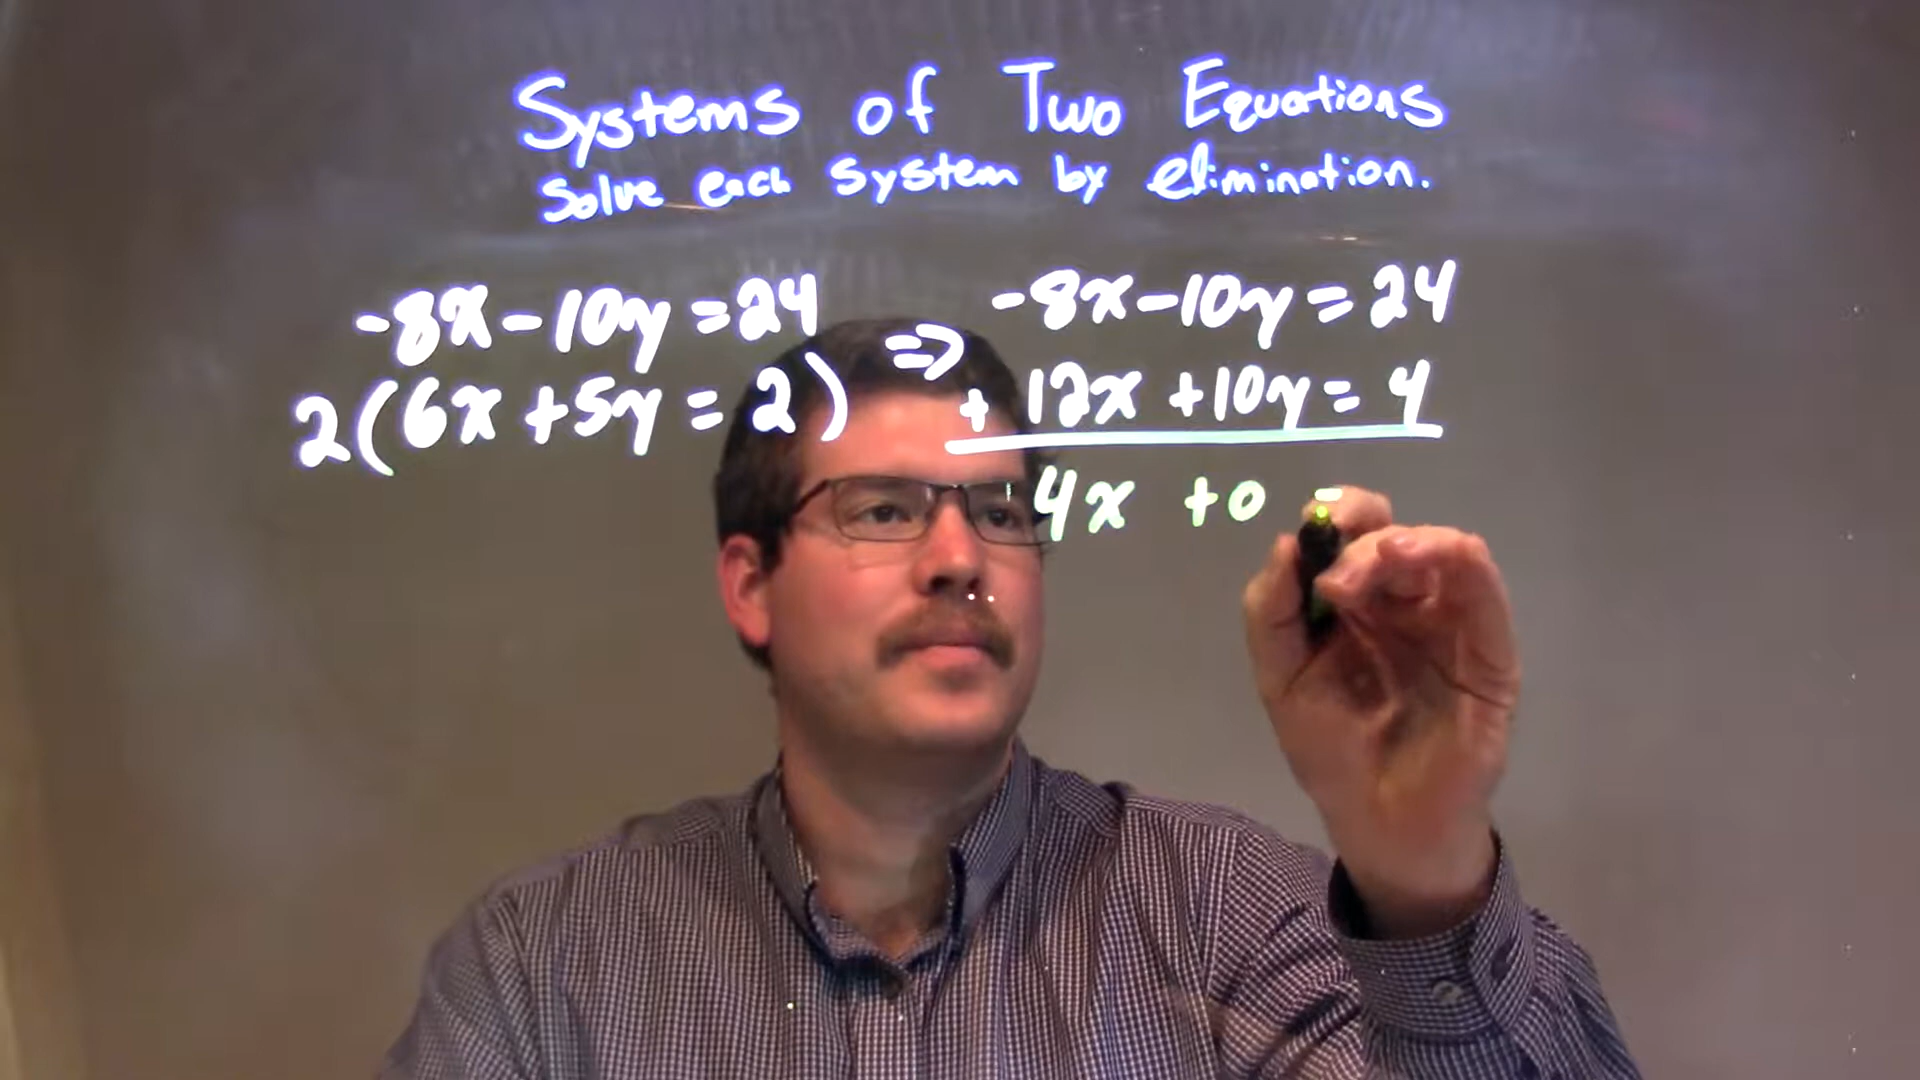 Systems of Two Equations
Solve each system by elimination.
-8x-10y=24 => -8x-10y=24
2(6x+5y=2) + 12x+10y=4
4x +0 =